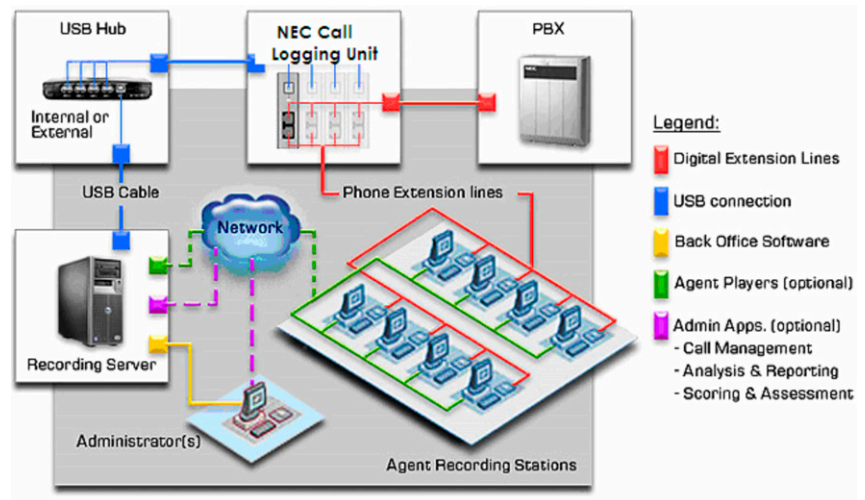 USB Hub
Internal or
External
NEC Call
Logging Unit
PBX
NEC
Legend:
Digital Extension Lines
USB connection
Back Office Software
Agent Players (optional)
Admin Apps. (optional)
- Call Management
- Analysis & Reporting
- Scoring & Assessment
USB Cable
Phone Extension lines
Network
Recording Server
Administrator(s)
Agent Recording Stations